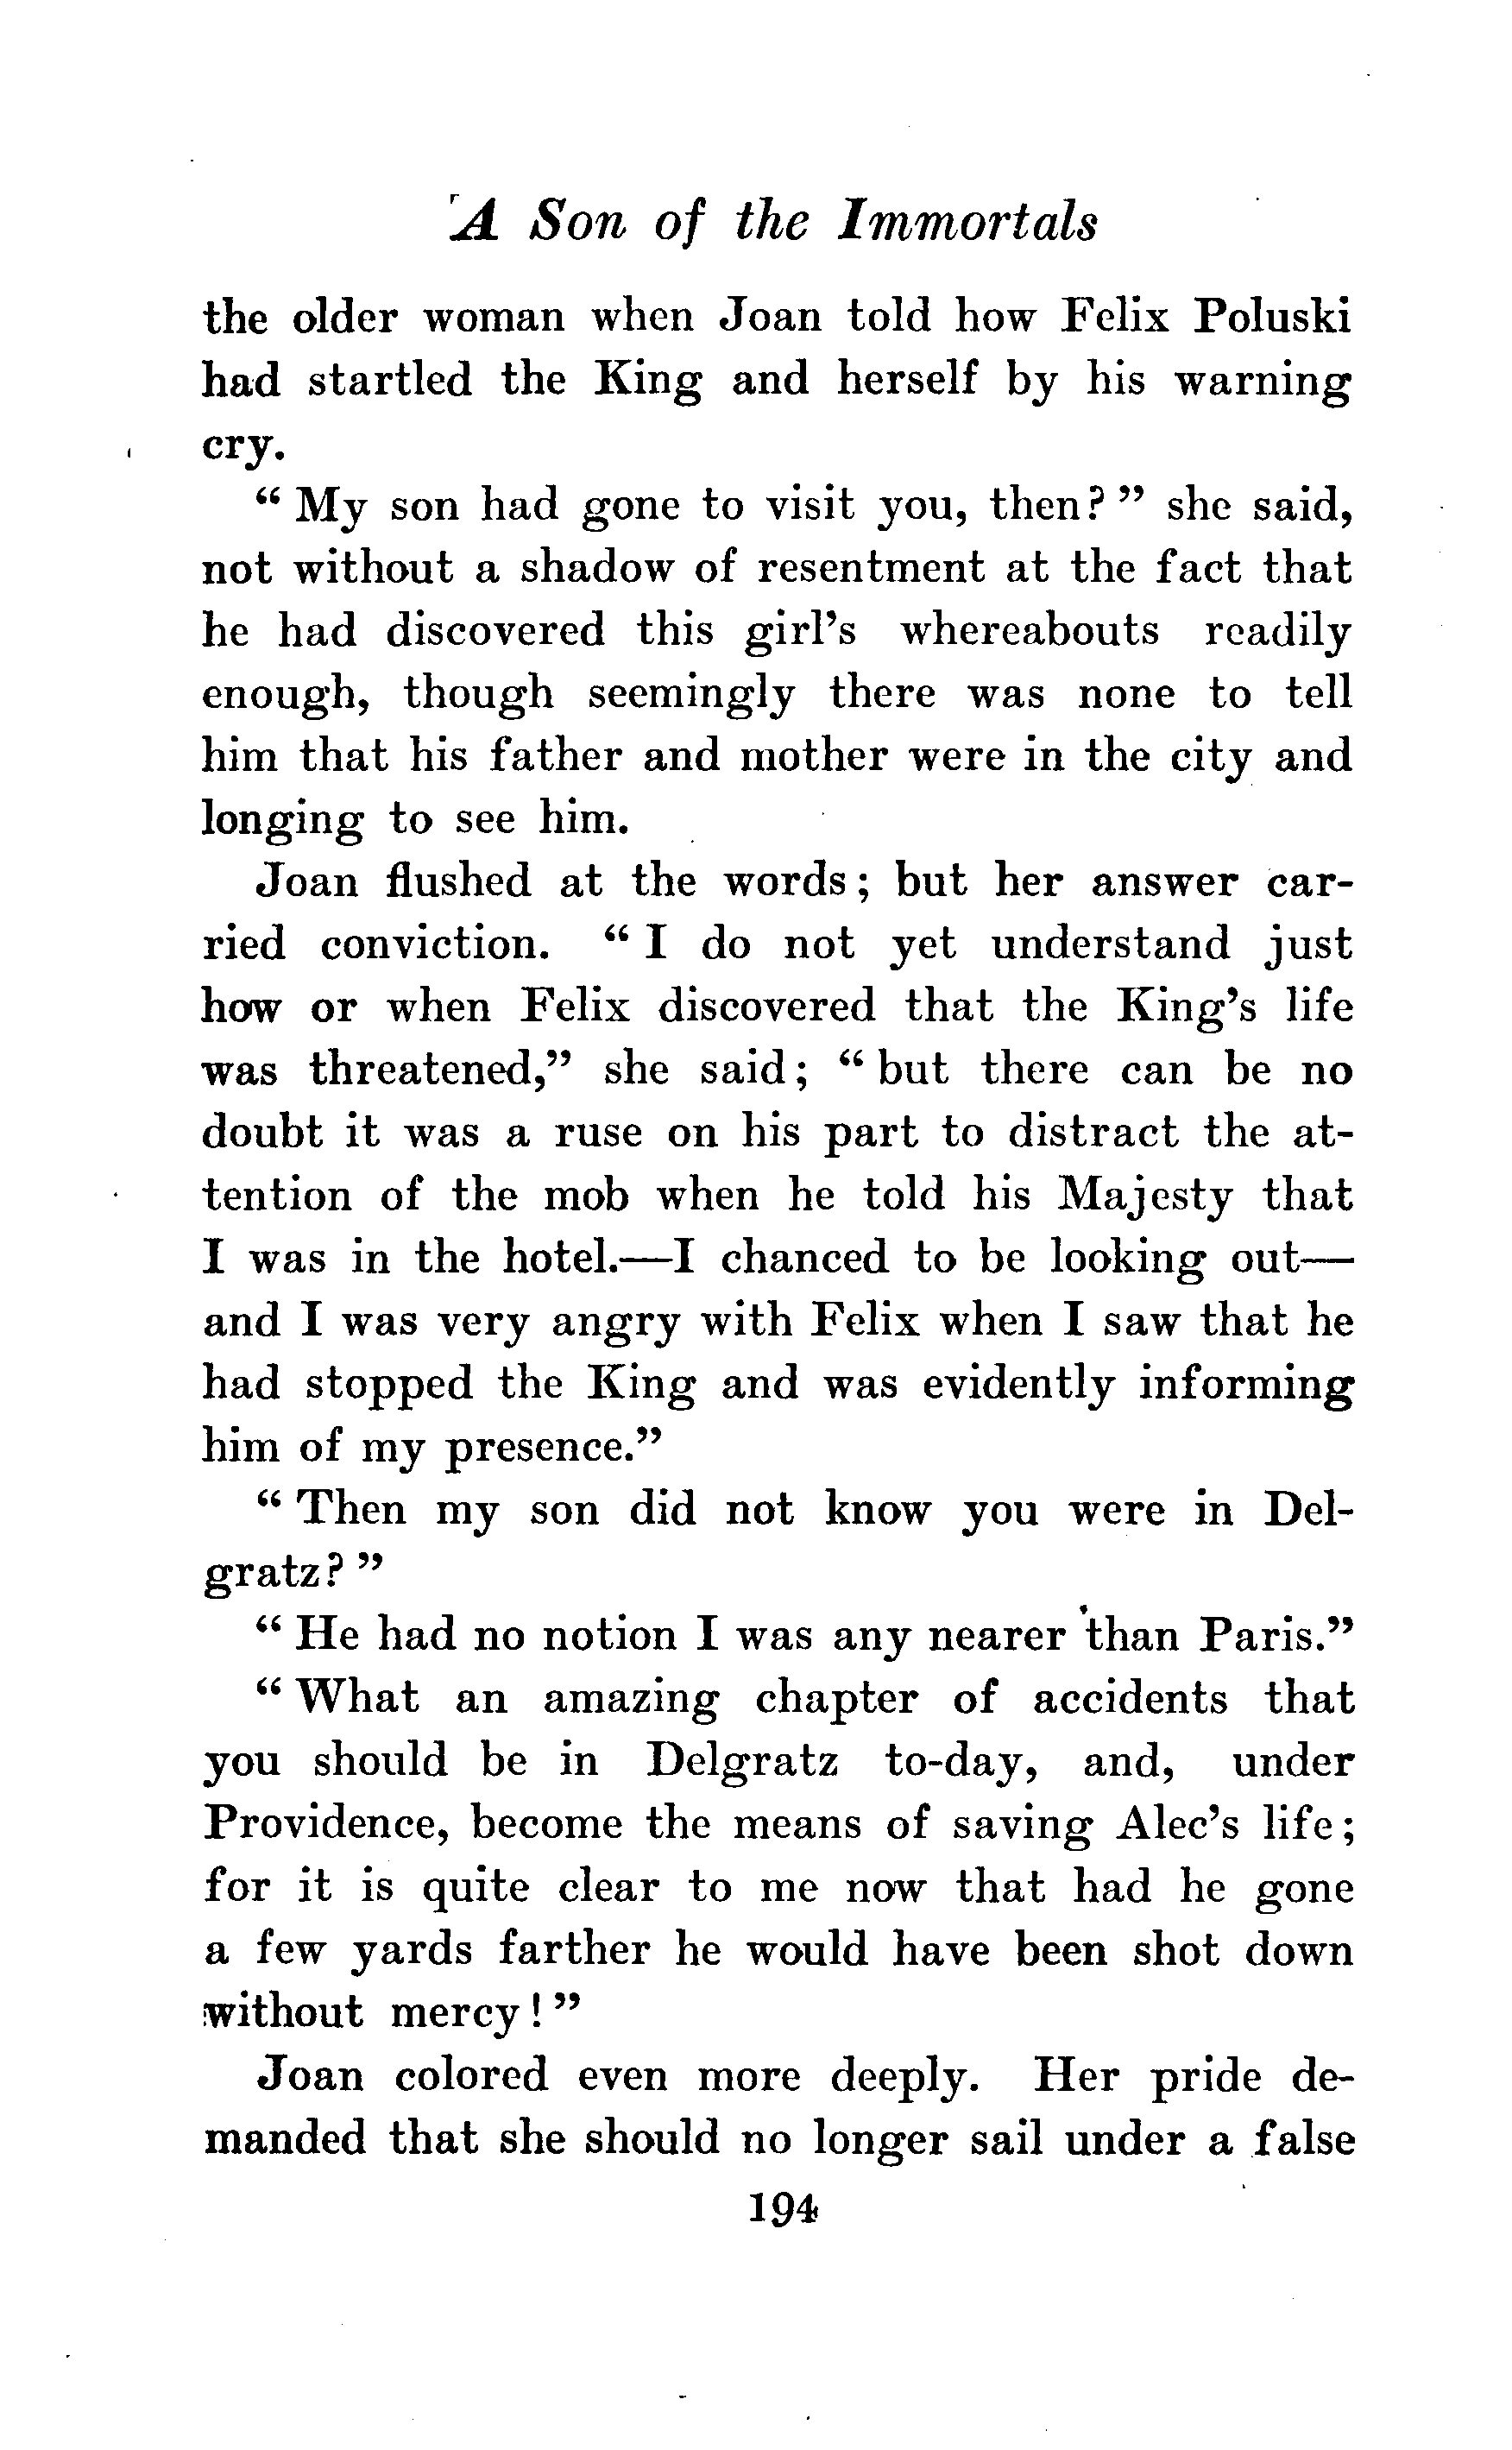 A Son of the Immortals
the older woman when Joan told how Felix Poluski
had startled the King and herself by his warning
cry.
“ My son had gone to visit you, then? ” she said,
not without a shadow of resentment at the fact that
he had discovered this girl’s whereabouts readily
enough, though seemingly there was none to tell
him that his father and mother were in the city and
longing to see him.
Joan flushed at the words; but her answer car-
ried conviction. “ I do not yet understand just
how or when Felix discovered that the King’s life
was threatened,” she said; “ but there can be no
doubt it was a ruse on his part to distract the at-
tention of the mob when he told his Majesty that
I was in the hotel.—I chanced to be looking out—
and I was very angry with Felix when I saw that he
had stopped the King and was evidently informing
him of my presence.”
“ Then my son did not know you were in Del-
gratz? ”
“ He had no notion I was any nearer than Paris.”
“ What an amazing chapter of accidents that
you should be in Delgratz to-day, and, under
Providence, become the means of saving Alec’s life;
for it is quite clear to me now that had he gone
a few yards farther he would have been shot down
without mercy! ”
Joan colored even more deeply. Her pride de-
manded that she should no longer sail under a false
194